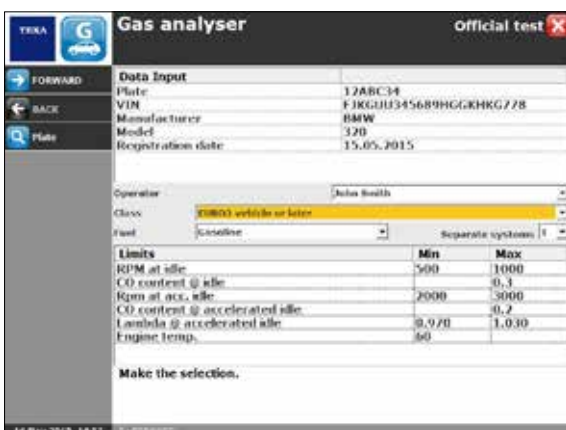 TEXA G Gas analyser Official test
FORWARD
BACK
Plate
Data Input
Plate 12ABC34
VIN
Manufacturer BMW
Model 320
Registration date 15.05.2015
Operator John Smith
Class EURO3 vehicle or later
Fuel Gasoline Separate systems 1
Limits Min Max
RPM at idle 500 1000
CO content @ idle 0.3
Rpm at acc. idle 2000 3000
CO content @ accelerated idle 0.2
Lambda @ accelerated idle 0.970 1.030
Engine temp. 60
Make the selection.